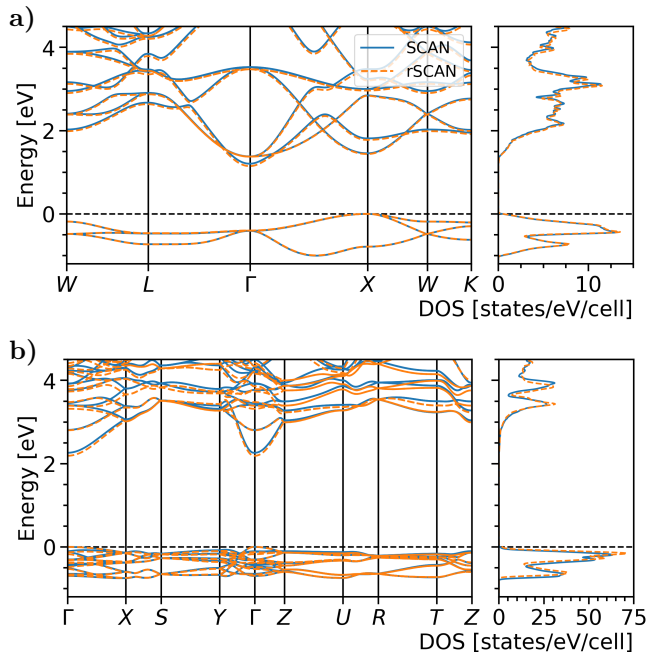 a)
4
2
0
Energy [eV]
SCAN
rSCAN
W L Γ X W K
0 10
DOS [states/eV/cell]
b)
4
2
0
Energy [eV]
Γ X S Y Γ Z U R T Z
0 25 50 75
DOS [states/eV/cell]